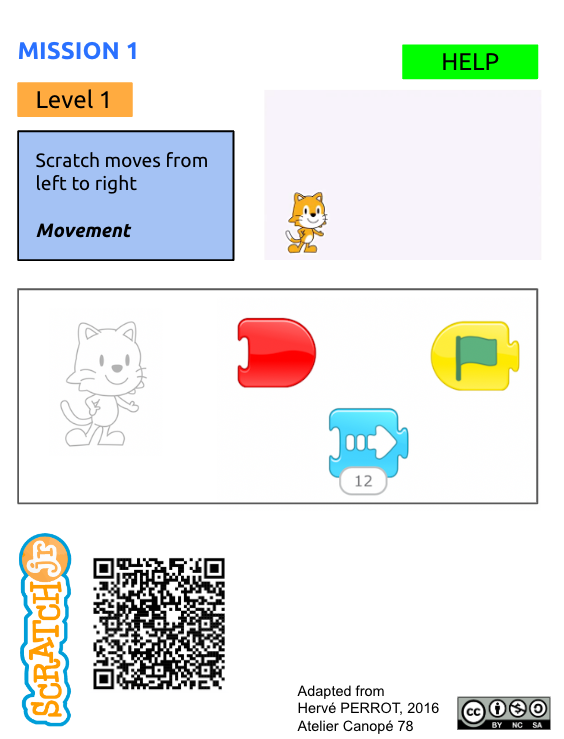 MISSION 1
HELP
Level 1
Scratch moves from
left to right
Movement
12
SCRATCHJr
Adapted from
Hervé PERROT, 2016
Atelier Canopé 78
cc
BY NC SA